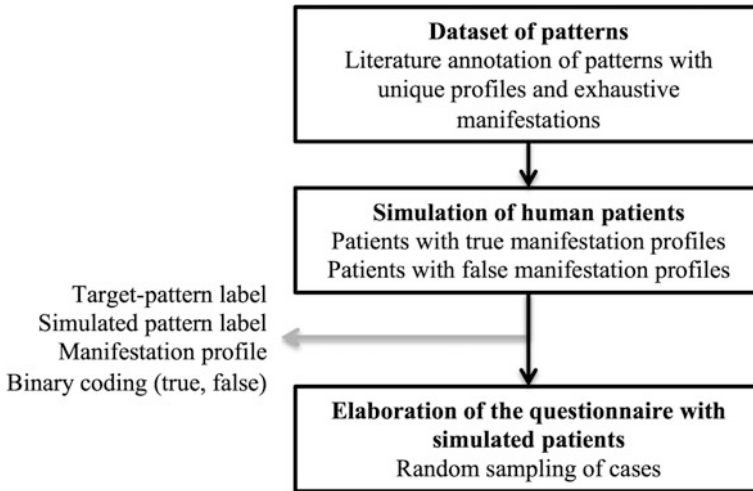 Dataset of patterns
Literature annotation of patterns with
unique profiles and exhaustive
manifestations
Simulation of human patients
Patients with true manifestation profiles
Patients with false manifestation profiles
Target-pattern label
Simulated pattern label
Manifestation profile
Binary coding (true, false)
Elaboration of the questionnaire with
simulated patients
Random sampling of cases